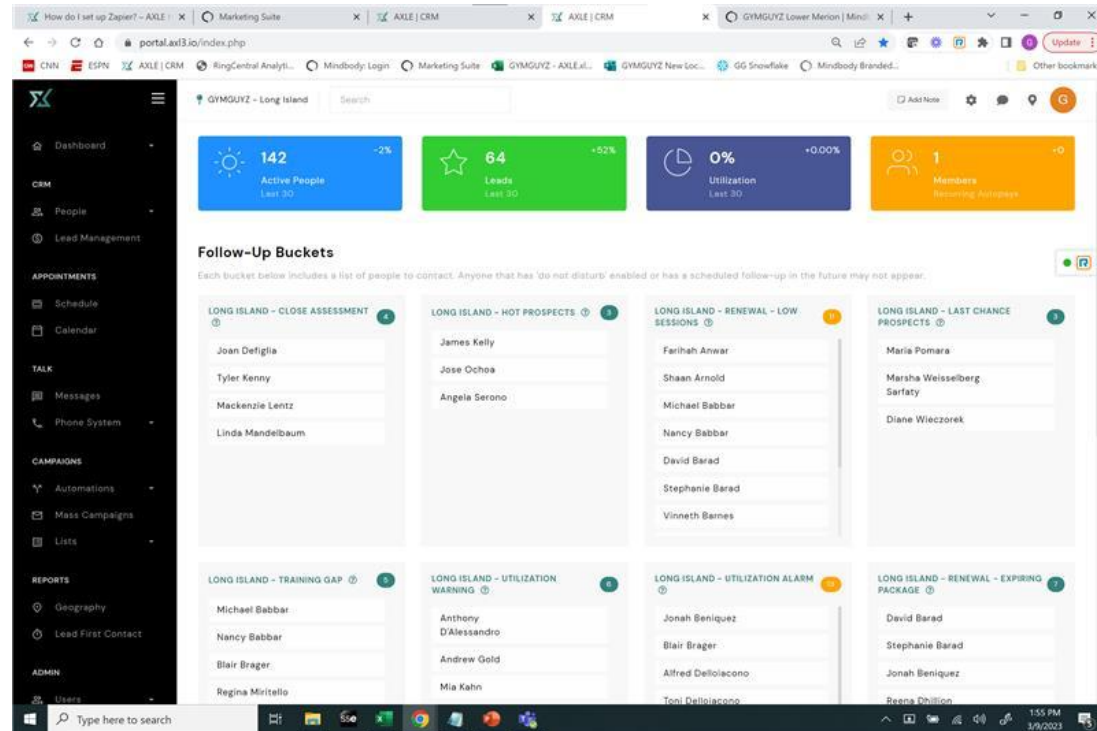 How do I set up Zapier? – AXLE
Marketing Suite
AXLE | CRM
AXLE | CRM
GYMGUYZ Lower Merion | Mindb
portal.axl3.io/index.php
Update
CNN
ESPN
AXLE | CRM
RingCentral Analyti...
Mindbody: Login
Marketing Suite
GYMGUYZ - AXLE.xl...
GYMGUYZ New Loc...
GG Snowflake
Mindbody Branded...
Other bookmark
GYMGUYZ - Long Island
Search
Add Note
G
Dashboard
CRM
People
Lead Management
APPOINTMENTS
Schedule
Calendar
TALK
Messages
Phone System
CAMPAIGNS
Automations
Mass Campaigns
Lists
REPORTS
Geography
Lead First Contact
ADMIN
Users
142
-2%
Active People
Last 30
64
+52%
Leads
Last 30
0%
+0.00%
Utilization
Last 30
1
+0
Members
Recurring Autopays
Follow-Up Buckets
Each bucket below includes a list of people to contact. Anyone that has 'do not disturb' enabled or has a scheduled follow-up in the future may not appear.
LONG ISLAND - CLOSE ASSESSMENT
4
Joan Defiglia
Tyler Kenny
Mackenzie Lentz
Linda Mandelbaum
LONG ISLAND - HOT PROSPECTS
3
James Kelly
Jose Ochoa
Angela Serono
LONG ISLAND - RENEWAL - LOW
SESSIONS
11
Farihah Anwar
Shaan Arnold
Michael Babbar
Nancy Babbar
David Barad
Stephanie Barad
Vinneth Barnes
LONG ISLAND - LAST CHANCE
PROSPECTS
3
Maria Pomara
Marsha Weisselberg
Sarfaty
Diane Wieczorek
LONG ISLAND - TRAINING GAP
5
Michael Babbar
Nancy Babbar
Blair Brager
Regina Miritello
LONG ISLAND - UTILIZATION
WARNING
6
Anthony
D'Alessandro
Andrew Gold
Mia Kahn
LONG ISLAND - UTILIZATION ALARM
Jonah Beniquez
Blair Brager
Alfred Delloiacono
Toni Delloiacono
LONG ISLAND - RENEWAL - EXPIRING
PACKAGE
7
David Barad
Stephanie Barad
Jonah Beniquez
Reena Dhillion
Type here to search
1:55 PM
3/9/2023